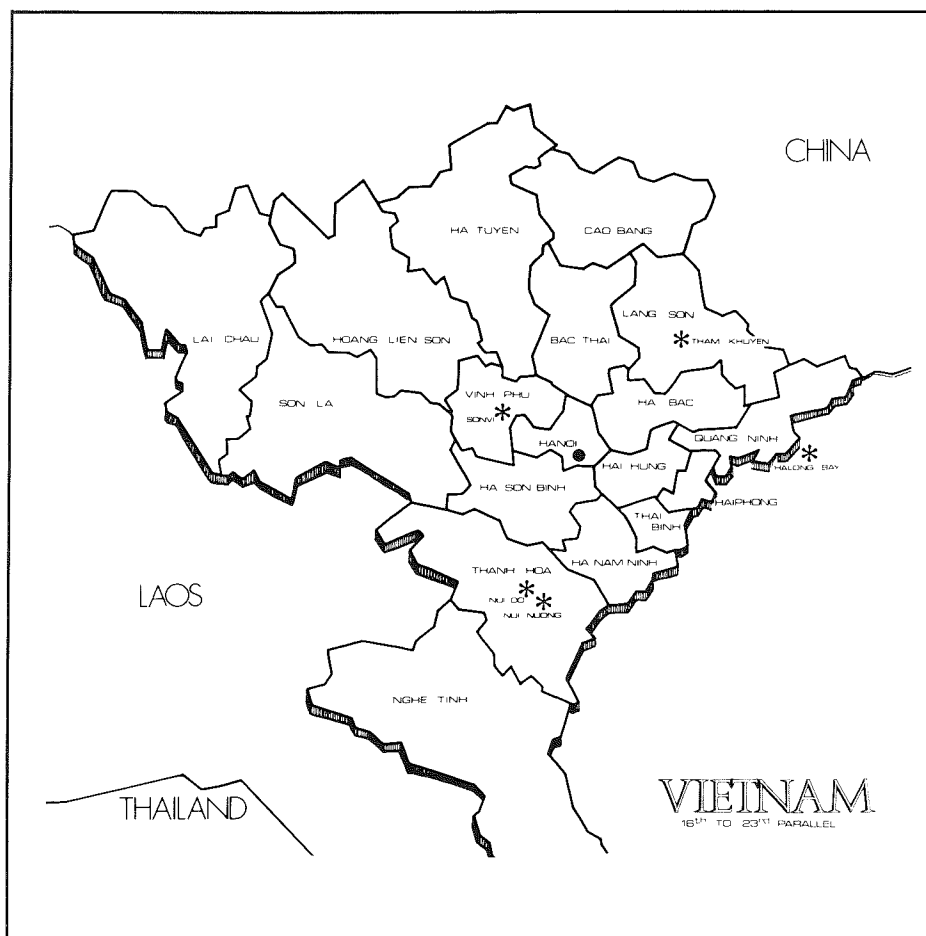 CHINA
HA TUYEN
CAO BANG
LANG SON
THAM KHUYEN
LAI CHAU
HOANG LIEN SON
BAC THAI
SON LA
VINH PHU
SONVI
HA BAC
HANOI
QUANG NINH
HAI HUNG
HALONG BAY
HA SON BINH
HAIPHONG
THAI
BINH
HA NAM NINH
THANH HOA
NUI DO
NUI NUONG
LAOS
NGHE TINH
THAILAND
VIETNAM
16th TO 23rd PARALLEL